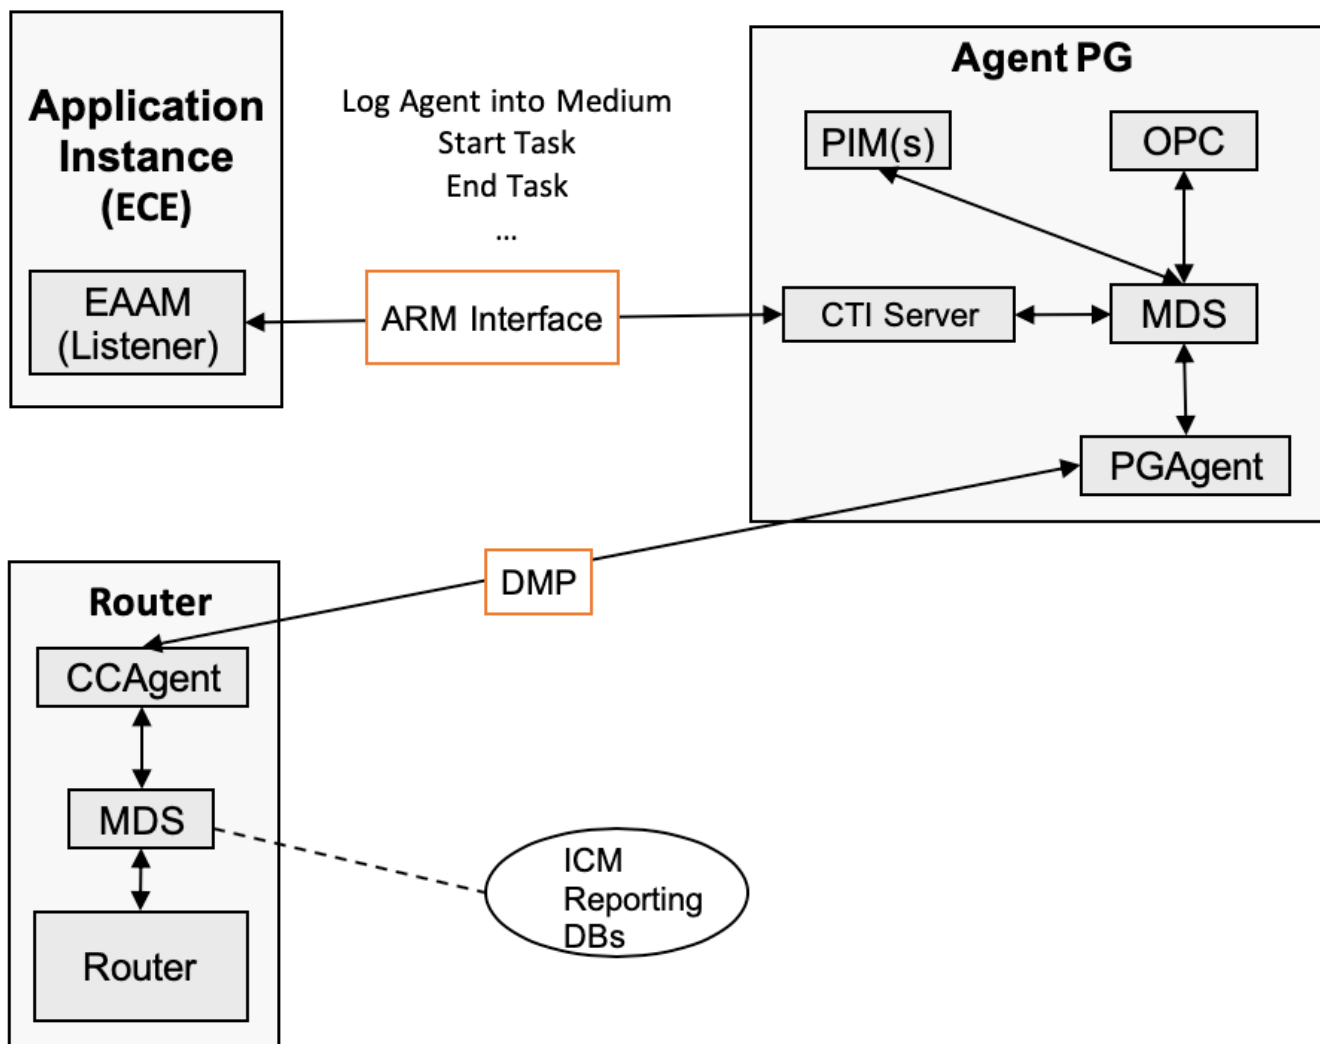 Application
Instance
(ECE)
EAAM
(Listener)
Log Agent into Medium
Start Task
End Task
...
ARM Interface
Agent PG
PIM(s)
OPC
CTI Server
MDS
PGAgent
DMP
Router
CCAgent
MDS
Router
ICM
Reporting
DBs